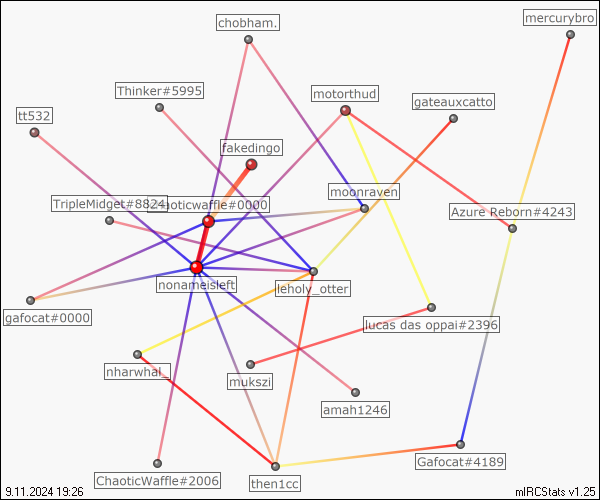 chobham.
mercurybro
Thinker#5995
motorthud
gateauxcatto
tt532
fakedingo
moonraven
TripleMidget#8824
aoticwaffle#0000
Azure Reborn#4243
nonameisleft
leholy_otter
gafocat#0000
lucas das oppai#2396
nharwhal_
mukszi
amah1246
ChaoticWaffle#2006
then1cc
Gafocat#4189
9.11.2024 19:26
mIRCStats v1.25